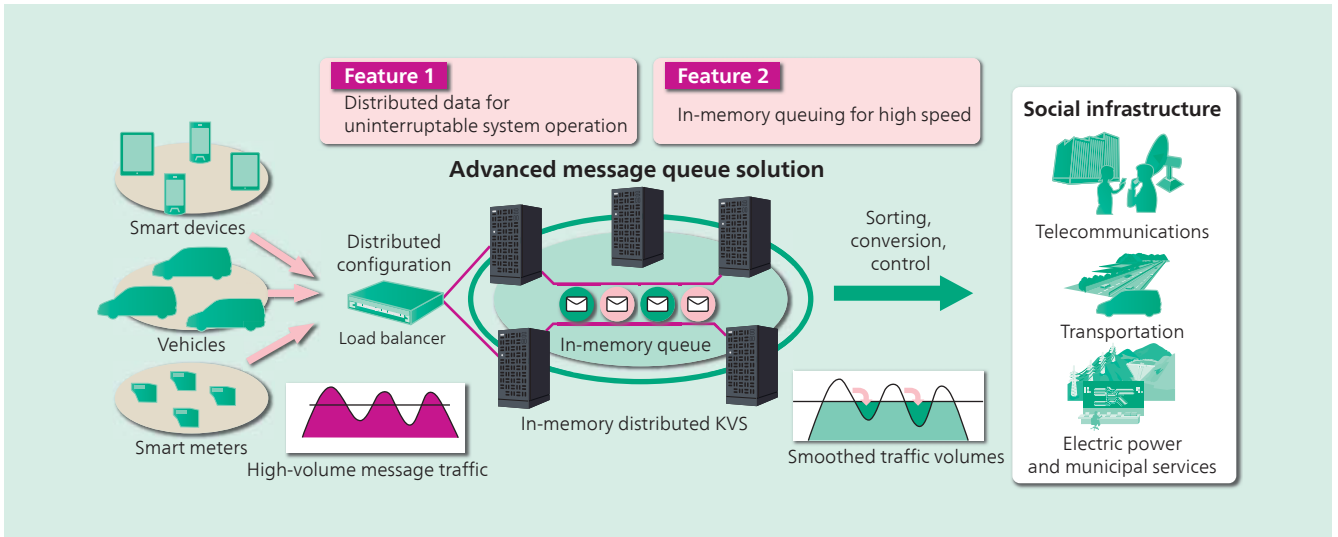 Feature 1
Distributed data for
uninterruptable system operation
Feature 2
In-memory queuing for high speed
Advanced message queue solution
Smart devices
Vehicles
Smart meters
Distributed
configuration
Load balancer
High-volume message traffic
In-memory queue
In-memory distributed KVS
Sorting,
conversion,
control
Smoothed traffic volumes
Social infrastructure
Telecommunications
Transportation
Electric power
and municipal services